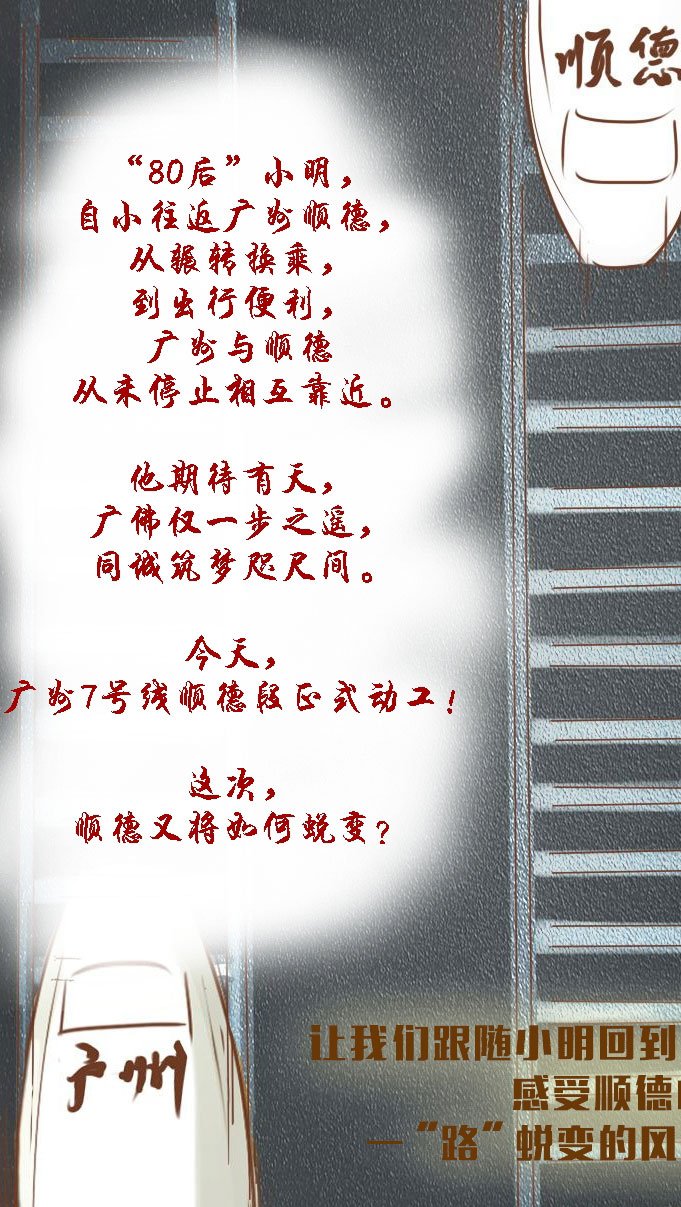 顺德
“80后”小明，
自小往返广州顺德，
从辗转换乘，
到出行便利，
广州与顺德
从未停止相互靠近。
他期待有天，
广佛仅一步之遥，
同城筑梦咫尺间。
今天，
广州7号线顺德段正式动工！
这次，
顺德又将如何蜕变？
广州
让我们跟随小明回到
感受顺德
—“路”蜕变的风